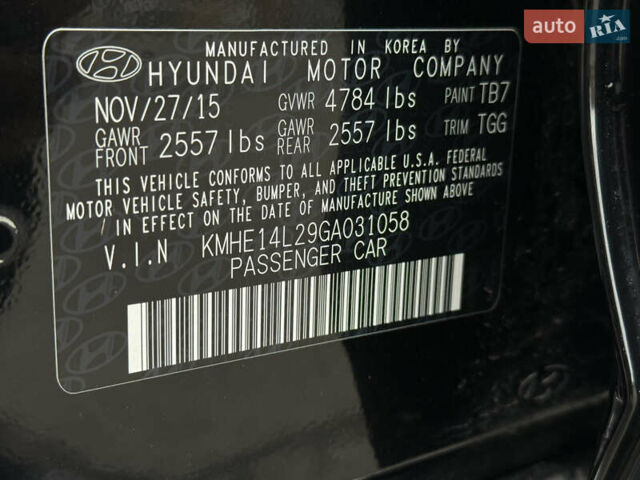 auto RIA
.com
MANUFACTURED IN KOREA BY
HYUNDAI MOTOR COMPANY
NOV/27/15 GVWR 4784 lbs PAINT TB7
GAWR FRONT 2557 lbs GAWR REAR 2557 lbs TRIM TGG
THIS VEHICLE CONFORMS TO ALL APPLICABLE U.S.A. FEDERAL
MOTOR VEHICLE SAFETY, BUMPER, AND THEFT PREVENTION STANDARDS
IN EFFECT ON THE DATE OF MANUFACTURE SHOWN ABOVE
V.I.N KMHE14L29GA031058
PASSENGER CAR